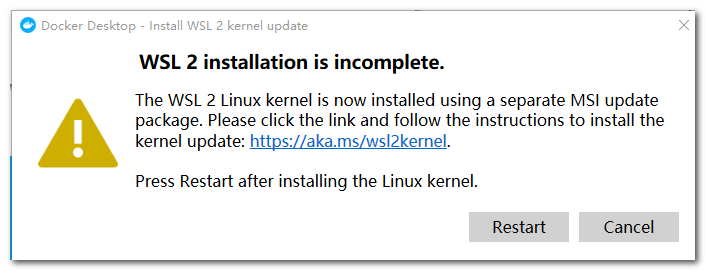 Docker Desktop - Install WSL 2 kernel update
WSL 2 installation is incomplete.
The WSL 2 Linux kernel is now installed using a separate MSI update
package. Please click the link and follow the instructions to install the
kernel update: https://aka.ms/wsl2kernel.
Press Restart after installing the Linux kernel.
Restart
Cancel